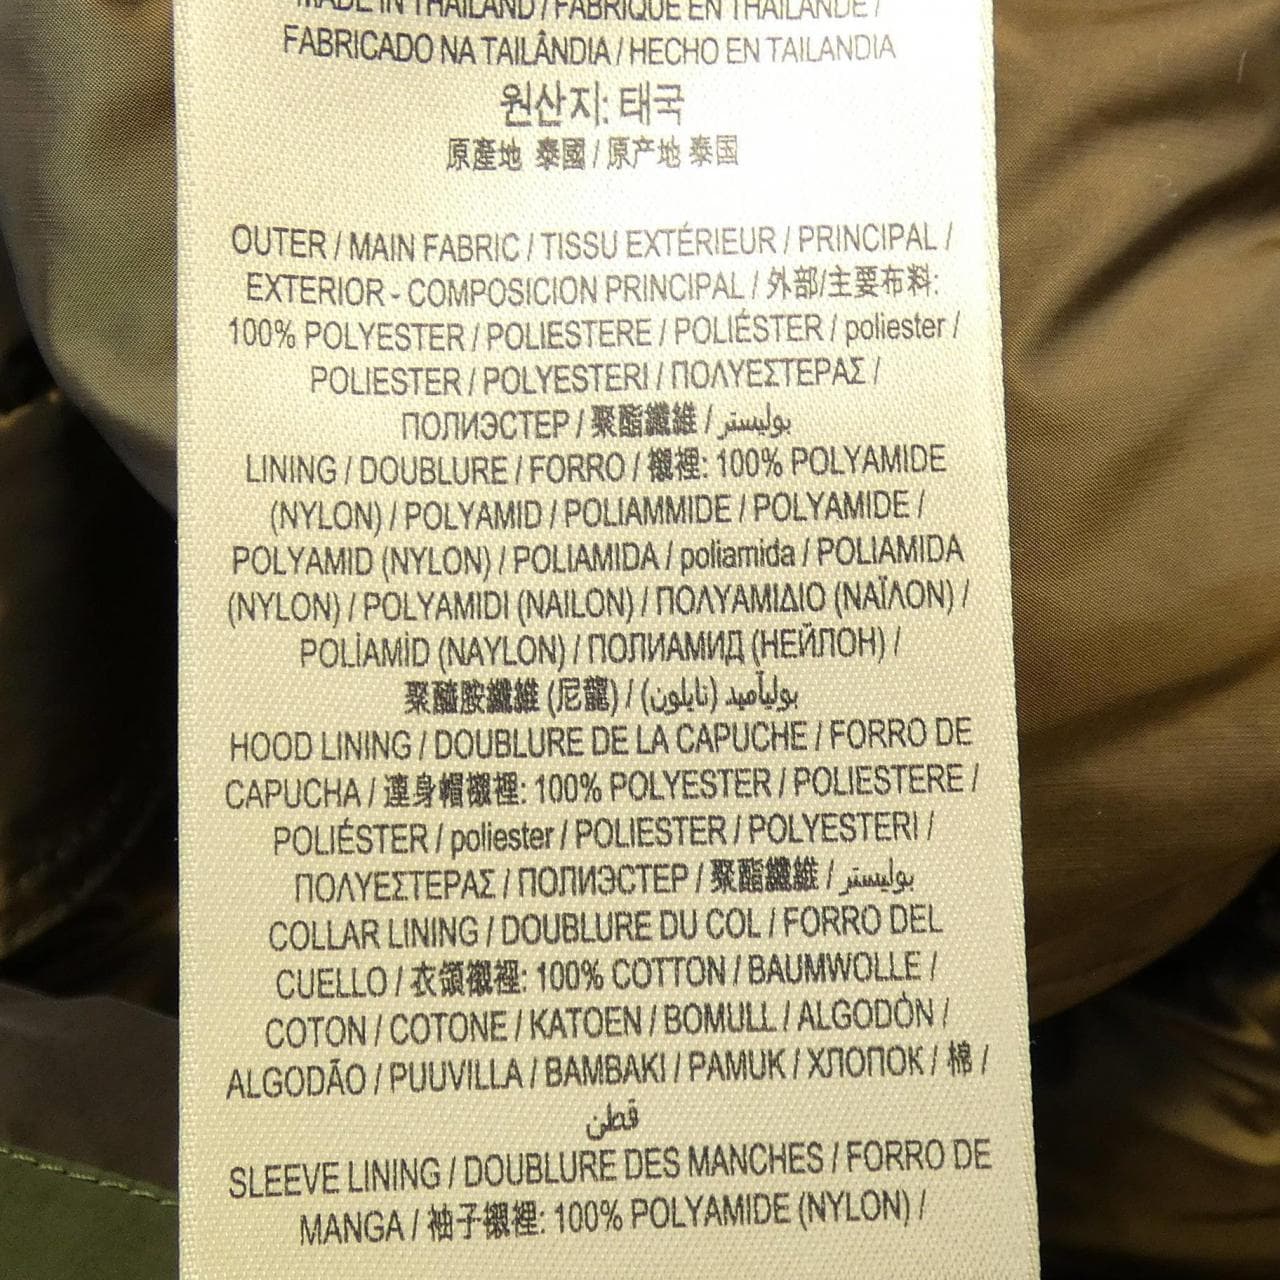 MADE IN THAILAND / FABRIQUÉ EN THAÏLANDE /
FABRICADO NA TAILÂNDIA / HECHO EN TAILANDIA
원산지: 태국
原產地 泰國 / 原产地 泰国
OUTER / MAIN FABRIC / TISSU EXTÉRIEUR / PRINCIPAL /
EXTERIOR - COMPOSICION PRINCIPAL / 外部/主要布料:
100% POLYESTER / POLIESTERE / POLIÉSTER / poliester /
POLIESTER / POLYESTERI / ΠΟΛΥΕΣΤΕΡΑΣ /
ПОЛИЭСТЕР / 聚酯纖維 / بوليستر
LINING / DOUBLURE / FORRO / 襯裡: 100% POLYAMIDE
(NYLON) / POLYAMID / POLIAMMIDE / POLYAMIDE /
POLYAMID (NYLON) / POLIAMIDA / poliamida / POLIAMIDA
(NYLON) / POLYAMIDI (NAILON) / ΠΟΛΥΑΜΙΔΙΟ (ΝΑΪΛΟΝ) /
POLİAMİD (NAYLON) / ПОЛИАМИД (НЕЙЛОН) /
聚醯胺纖維 (尼龍) / بوليآميد (نايلون)
HOOD LINING / DOUBLURE DE LA CAPUCHE / FORRO DE
CAPUCHA / 連身帽襯裡: 100% POLYESTER / POLIESTERE /
POLIÉSTER / poliester / POLIESTER / POLYESTERI /
ΠΟΛΥΕΣΤΕΡΑΣ / ПОЛИЭСТЕР / 聚酯纖維 / بوليستر
COLLAR LINING / DOUBLURE DU COL / FORRO DEL
CUELLO / 衣領襯裡: 100% COTTON / BAUMWOLLE /
COTON / COTONE / KATOEN / BOMULL / ALGODÓN /
ALGODÃO / PUUVILLA / ΒΑΜΒΑΚΙ / PAMUK / ХЛОПОК / 棉 /
قطن
SLEEVE LINING / DOUBLURE DES MANCHES / FORRO DE
MANGA / 袖子襯裡: 100% POLYAMIDE (NYLON) /